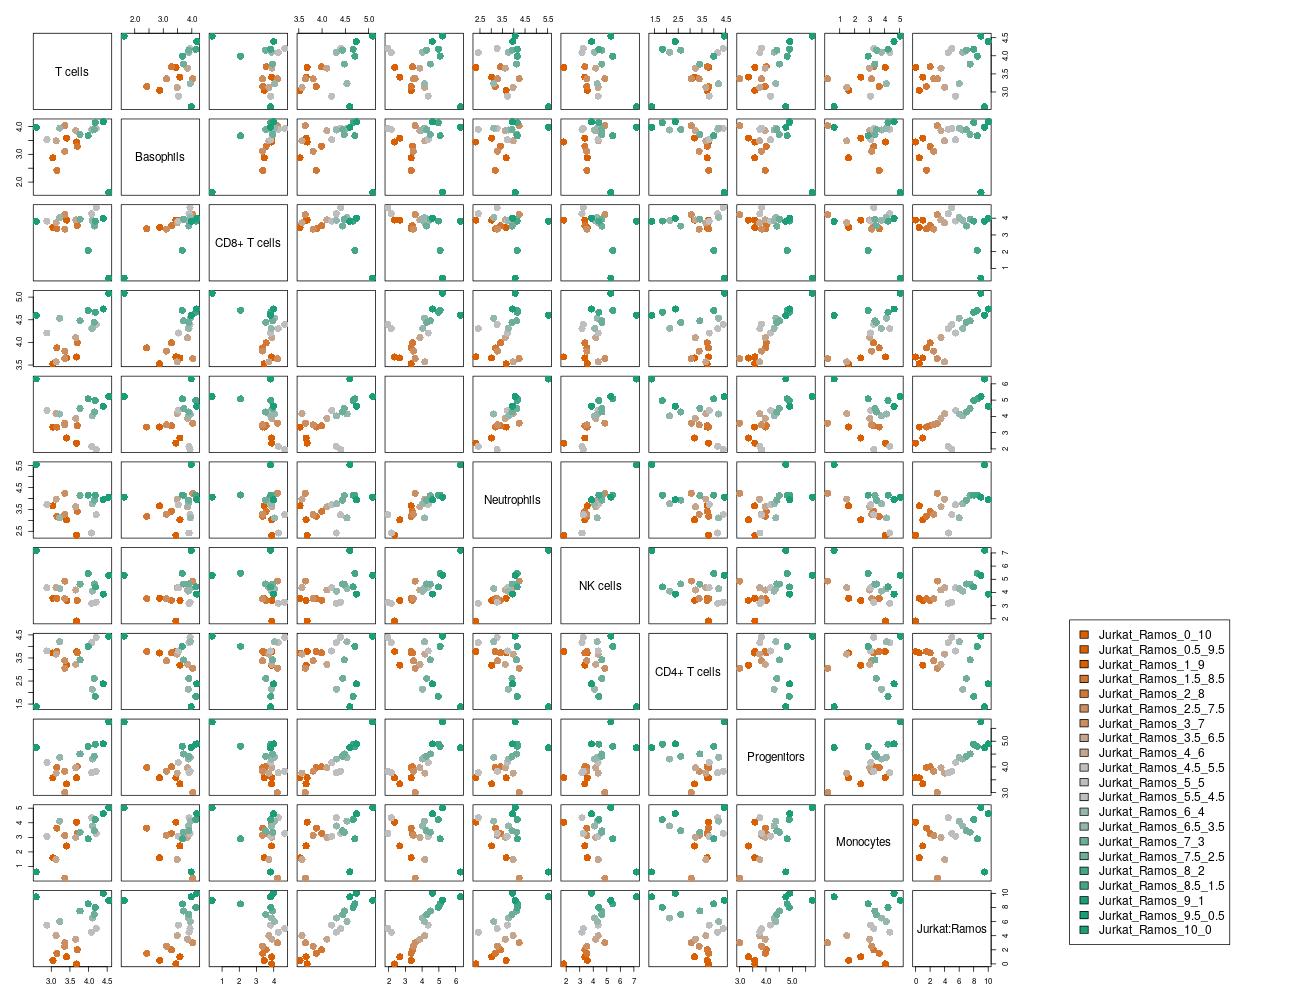 2.0 3.0 4.0
3.5 4.0 4.5 5.0
2.5 3.5 4.5 5.5
1.5 2.5 3.5 4.5
1 2 3 4 5
T cells
3.0 3.5 4.0 4.5
2.0 3.0 4.0
Basophils
CD8+ T cells
1 2 3 4
3.5 4.0 4.5 5.0
2 3 4 5 6
2.5 3.5 4.5 5.5
Neutrophils
NK cells
2 3 4 5 6 7
1.5 2.5 3.5 4.5
CD4+ T cells
Progenitors
3.0 4.0 5.0
1 2 3 4 5
Monocytes
Jurkat:Ramos
0 2 4 6 8 10
3.0 3.5 4.0 4.5
1 2 3 4
2 3 4 5 6
2 3 4 5 6 7
3.0 4.0 5.0
0 2 4 6 8 10
Jurkat_Ramos_0_10
Jurkat_Ramos_0.5_9.5
Jurkat_Ramos_1_9
Jurkat_Ramos_1.5_8.5
Jurkat_Ramos_2_8
Jurkat_Ramos_2.5_7.5
Jurkat_Ramos_3_7
Jurkat_Ramos_3.5_6.5
Jurkat_Ramos_4_6
Jurkat_Ramos_4.5_5.5
Jurkat_Ramos_5_5
Jurkat_Ramos_5.5_4.5
Jurkat_Ramos_6_4
Jurkat_Ramos_6.5_3.5
Jurkat_Ramos_7_3
Jurkat_Ramos_7.5_2.5
Jurkat_Ramos_8_2
Jurkat_Ramos_8.5_1.5
Jurkat_Ramos_9_1
Jurkat_Ramos_9.5_0.5
Jurkat_Ramos_10_0